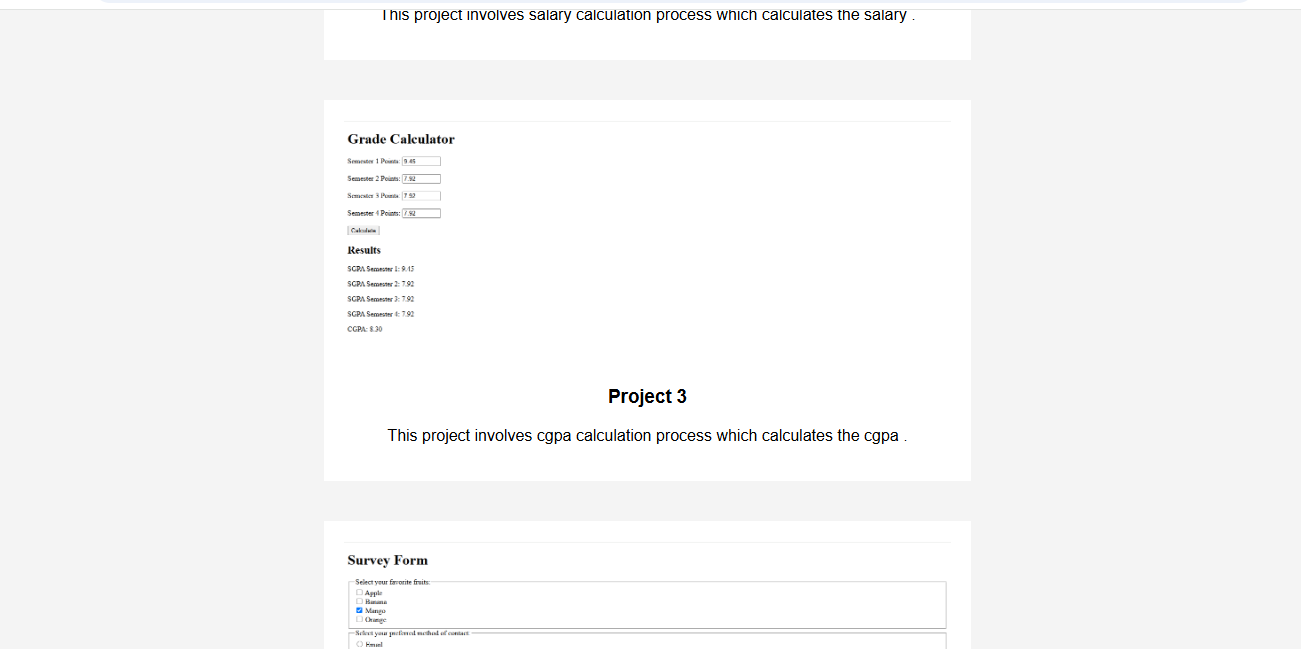 This project involves salary calculation process which calculates the salary .
Grade Calculator
Semester 1 Points: 9.45
Semester 2 Points: 7.92
Semester 3 Points: 7.92
Semester 4 Points: 7.92
Calculate
Results
SGPA Semester 1: 9.45
SGPA Semester 2: 7.92
SGPA Semester 3: 7.92
SGPA Semester 4: 7.92
CGPA: 8.30
Project 3
This project involves cgpa calculation process which calculates the cgpa .
Survey Form
Select your favorite fruits:
Apple
Banana
Mango
Orange
Select your preferred method of contact
Email